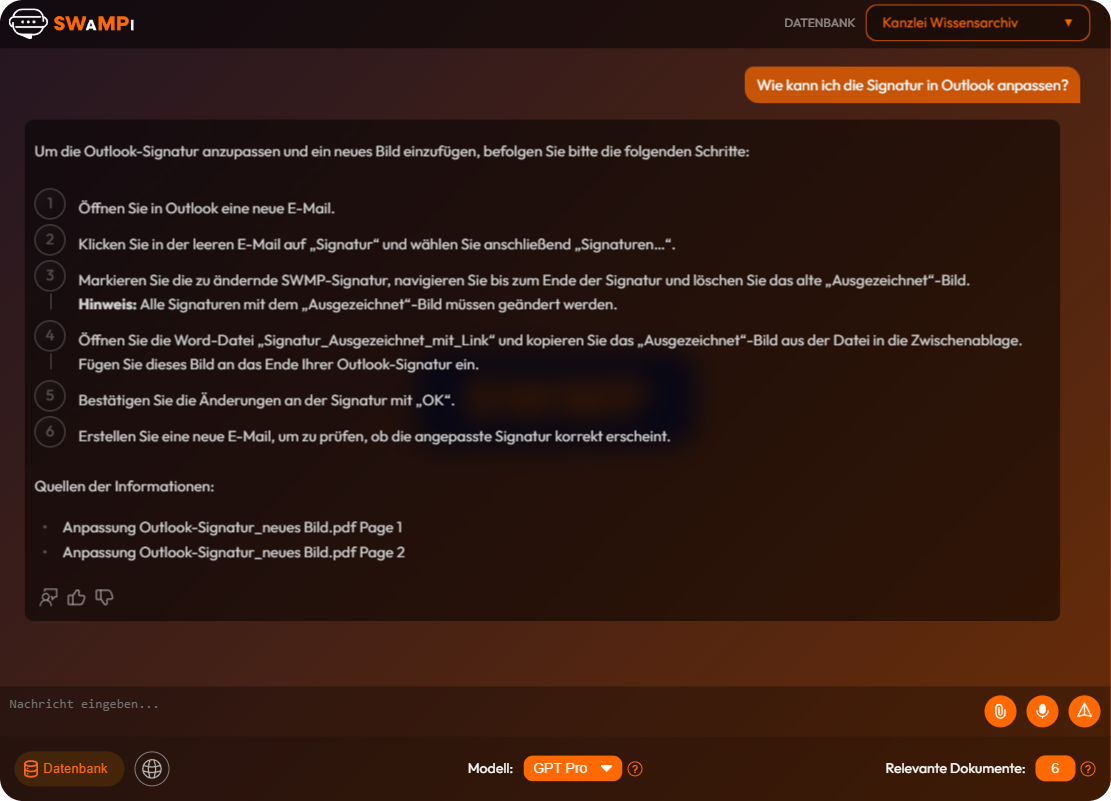 SWAMPi
DATENBANK
Kanzlei Wissensarchiv
Wie kann ich die Signatur in Outlook anpassen?
Um die Outlook-Signatur anzupassen und ein neues Bild einzufügen, befolgen Sie bitte die folgenden Schritte:
1 Öffnen Sie in Outlook eine neue E-Mail.
2 Klicken Sie in der leeren E-Mail auf „Signatur“ und wählen Sie anschließend „Signaturen...“.
3 Markieren Sie die zu ändernde SWMP-Signatur, navigieren Sie bis zum Ende der Signatur und löschen Sie das alte „Ausgezeichnet“-Bild.
Hinweis: Alle Signaturen mit dem „Ausgezeichnet“-Bild müssen geändert werden.
4 Öffnen Sie die Word-Datei „Signatur_Ausgezeichnet_mit_Link“ und kopieren Sie das „Ausgezeichnet“-Bild aus der Datei in die Zwischenablage.
Fügen Sie dieses Bild an das Ende Ihrer Outlook-Signatur ein.
5 Bestätigen Sie die Änderungen an der Signatur mit „OK“.
6 Erstellen Sie eine neue E-Mail, um zu prüfen, ob die angepasste Signatur korrekt erscheint.
Quellen der Informationen:
• Anpassung Outlook-Signatur_neues Bild.pdf Page 1
• Anpassung Outlook-Signatur_neues Bild.pdf Page 2
Nachricht eingeben...
Datenbank
Modell: GPT Pro ?
Relevante Dokumente: 6 ?